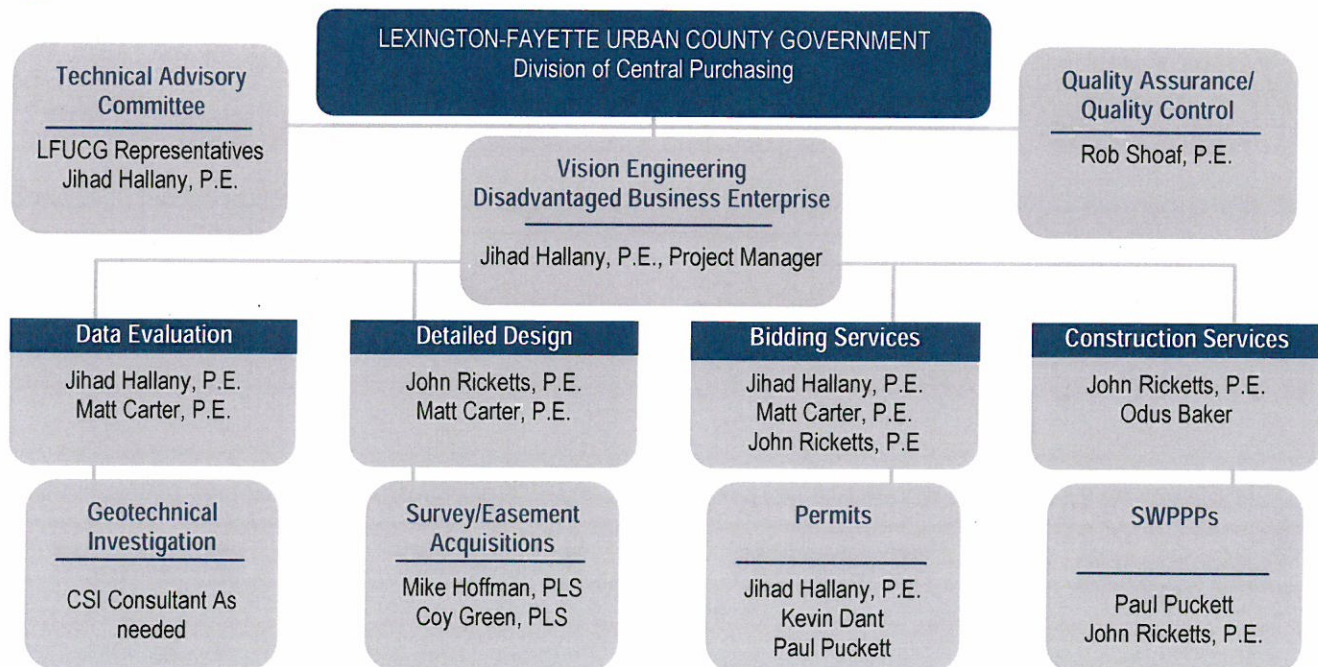 LEXINGTON-FAYETTE URBAN COUNTY GOVERNMENT
Division of Central Purchasing
Technical Advisory
Committee
LFUCG Representatives
Jihad Hallany, P.E.
Quality Assurance/
Quality Control
Rob Shoaf, P.E.
Vision Engineering
Disadvantaged Business Enterprise
Jihad Hallany, P.E., Project Manager
Data Evaluation
Jihad Hallany, P.E.
Matt Carter, P.E.
Detailed Design
John Ricketts, P.E.
Matt Carter, P.E.
Bidding Services
Jihad Hallany, P.E.
Matt Carter, P.E.
John Ricketts, P.E
Construction Services
John Ricketts, P.E.
Odus Baker
Geotechnical
Investigation
CSI Consultant As
needed
Survey/Easement
Acquisitions
Mike Hoffman, PLS
Coy Green, PLS
Permits
Jihad Hallany, P.E.
Kevin Dant
Paul Puckett
SWPPPs
Paul Puckett
John Ricketts, P.E.